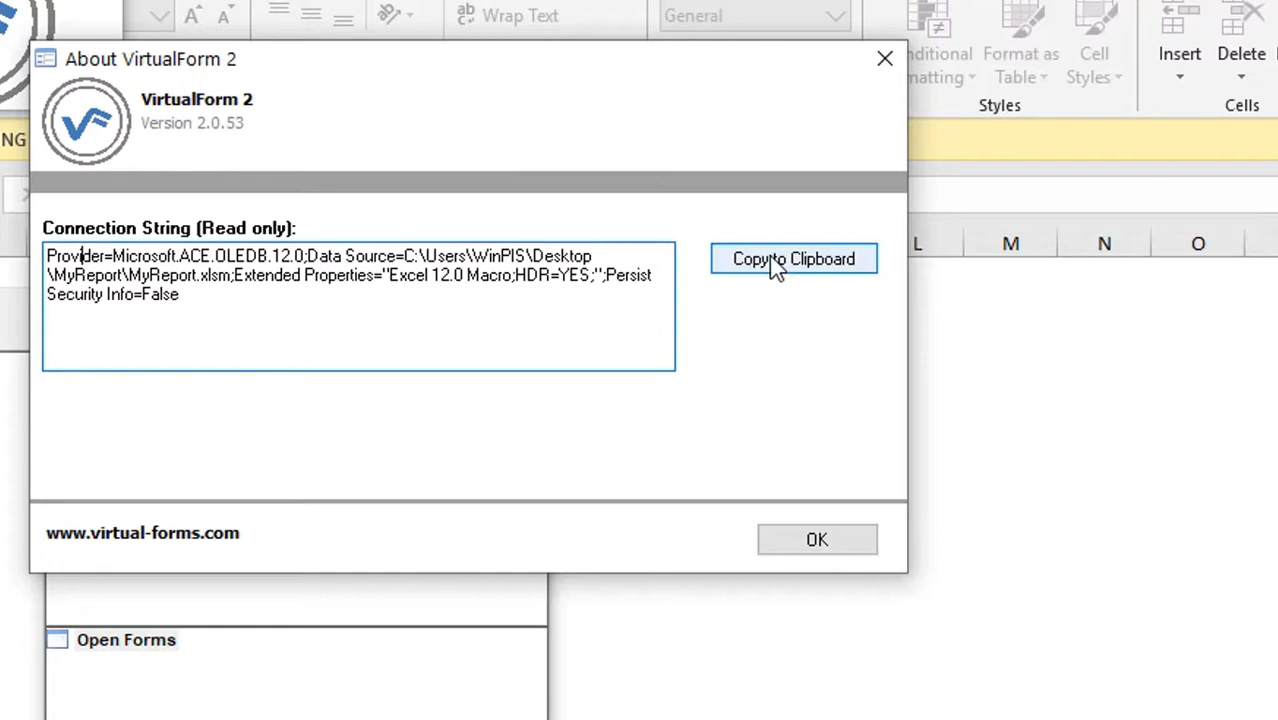 Wrap Text
General
Conditional
Formatting
Format as
Table
Cell
Styles
Insert
Delete
Styles
Cells
About VirtualForm 2
VirtualForm 2
Version 2.0.53
NG
Connection String (Read only):
Provider=Microsoft.ACE.OLEDB.12.0;Data Source=C:\Users\WinPIS\Desktop
\MyReport\MyReport.xlsm;Extended Properties="Excel 12.0 Macro;HDR=YES;";Persist
Security Info=False
Copy to Clipboard
L M N O
www.virtual-forms.com
OK
Open Forms